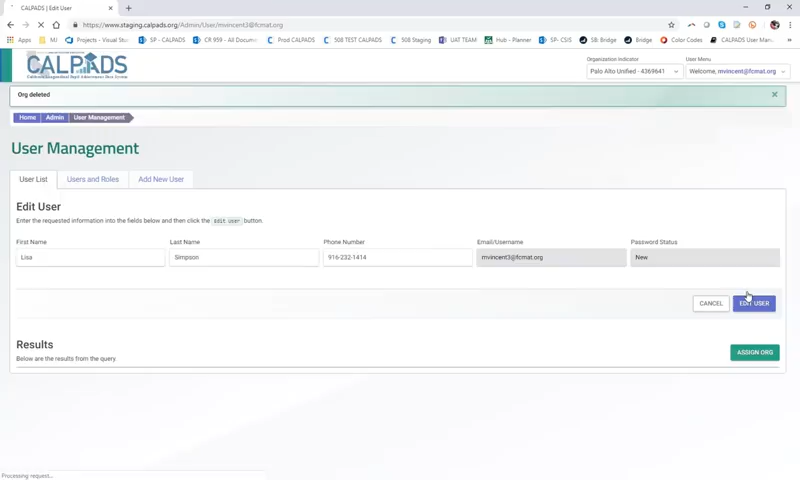 CALPADS | Edit User
https://www.staging.calpads.org/Admin/User/mvincent3@fcmat.org
Apps MJ Visual Stud SP - CALPADS CR 959 - All Docum Prod CALPADS 508 TEST CALPADS 508 Staging UAT TEAM Hub - Planner SP- CSIS SB: Bridge Bridge Color Codes CALPADS User Man
CALPADS
Organization Indicator User Menu
Palo Alto Unified - 4369641 Welcome, mvincent@fcmat.org
Org deleted
Home Admin User Management
User Management
User List Users and Roles Add New User
Edit User
Enter the requested information into the fields below and then click the Edit User button.
First Name Last Name Phone Number Email/Username Password Status
Lisa Simpson 916-232-1414 mvincent3@fcmat.org New
CANCEL EDIT USER
Results
Below are the results from the query.
ASSIGN ORG
Processing request...